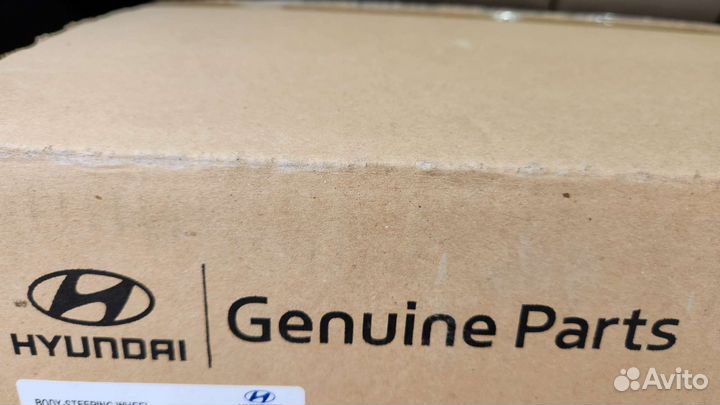 HYUNDAI | Genuine Parts
BODY-STEERING WHEEL
Avito